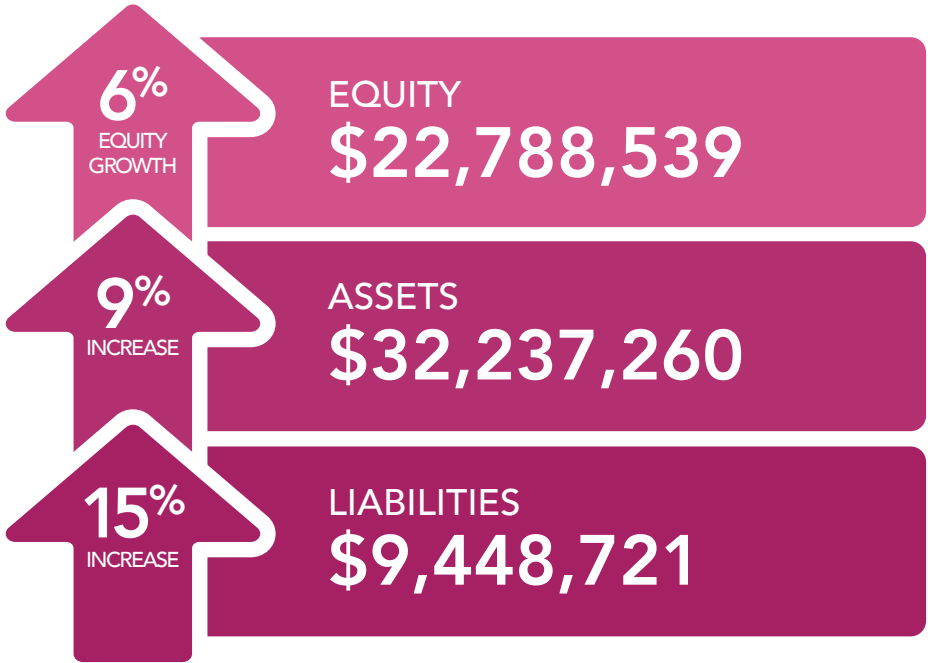 6%
EQUITY
GROWTH
EQUITY
$22,788,539
9%
INCREASE
ASSETS
$32,237,260
15%
INCREASE
LIABILITIES
$9,448,721